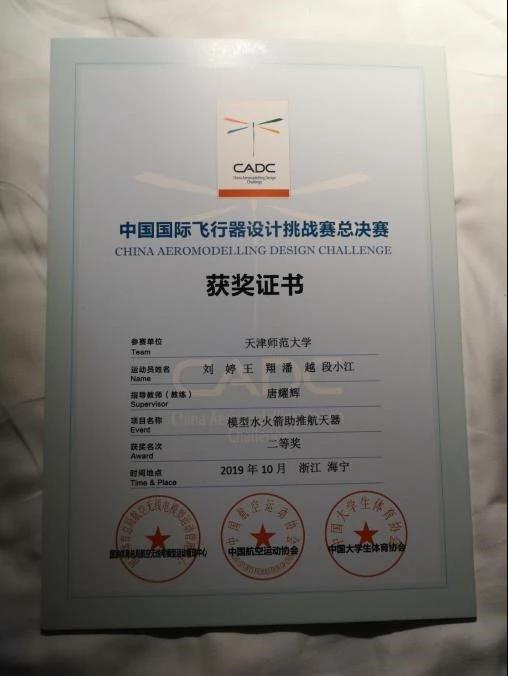 CADC
China Aeromodelling Design
Challenge
中国国际飞行器设计挑战赛总决赛
CHINA AEROMODELLING DESIGN CHALLENGE
获奖证书
参赛单位 天津师范大学
Team
运动员姓名 刘 婷 王 翔 潘 越 段小江
Name
指导教师（教练） 唐耀辉
Supervisor
项目名称 模型水火箭助推航天器
Event
获奖名次 二等奖
Award
时间地点 2019年10月 浙江 海宁
Time & Place
中国航空运动协会
中国大学生体育协会